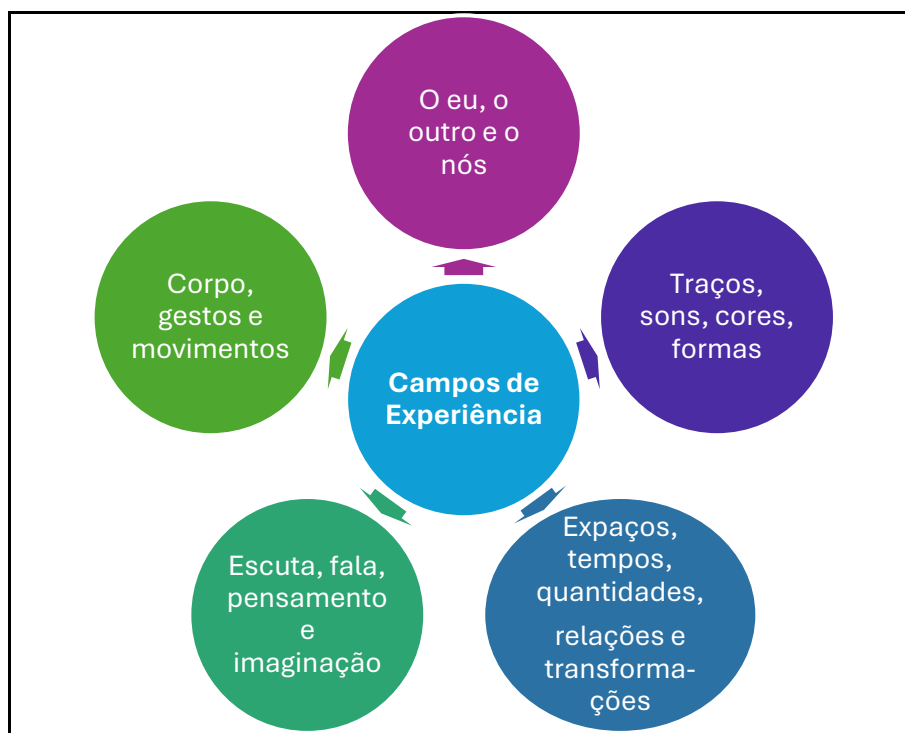 O eu, o
outro e o
nós
Corpo,
gestos e
movimentos
Traços,
sons, cores,
formas
Campos de
Experiência
Escuta, fala,
pensamento
e
imaginação
Expaços,
tempos,
quantidades,
relações e
transforma-
ções